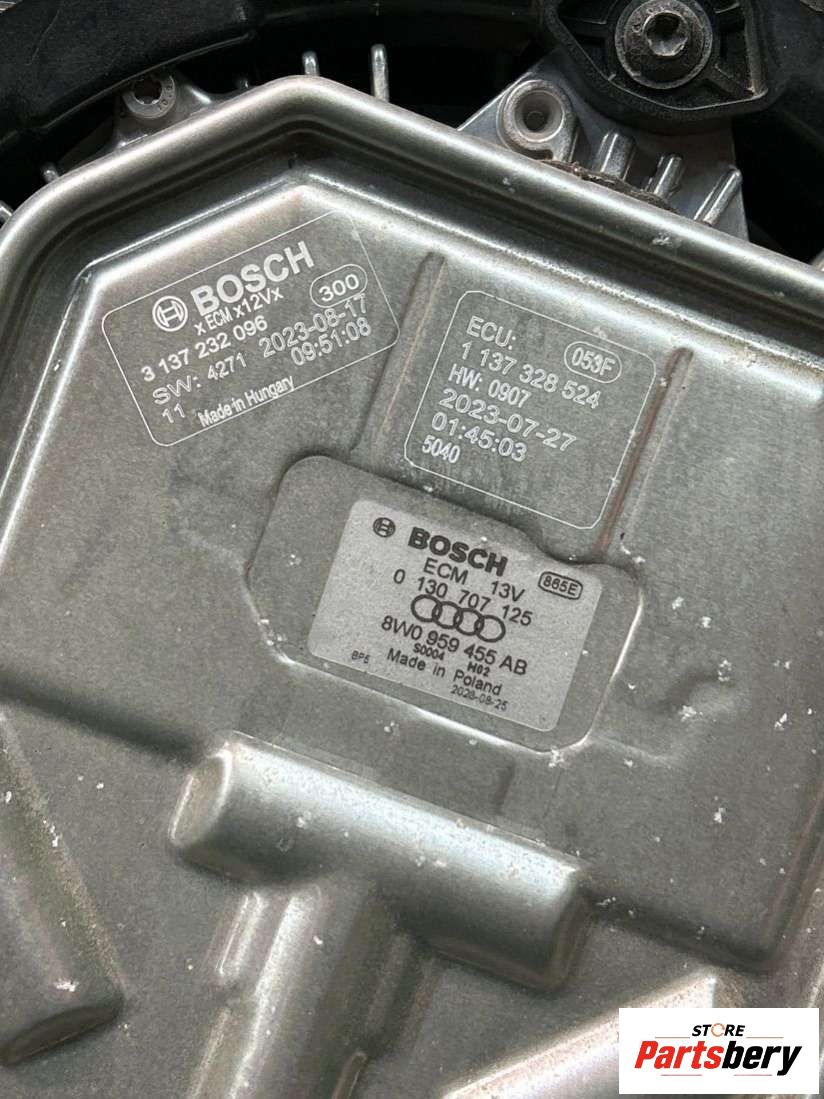 BOSCH
x ECM x12Vx
300
3 137 232 096
SW: 4271 2023-08-17
11 09:51:08
Made in Hungary
ECU: 053F
1 137 328 524
HW: 0907
2023-07-27
01:45:03
5040
BOSCH
ECM 13V 865E
0 130 707 125
8W0 959 455 AB
S0004 H02
BP5 Made in Poland
2023-08-25
STORE
Partsbery